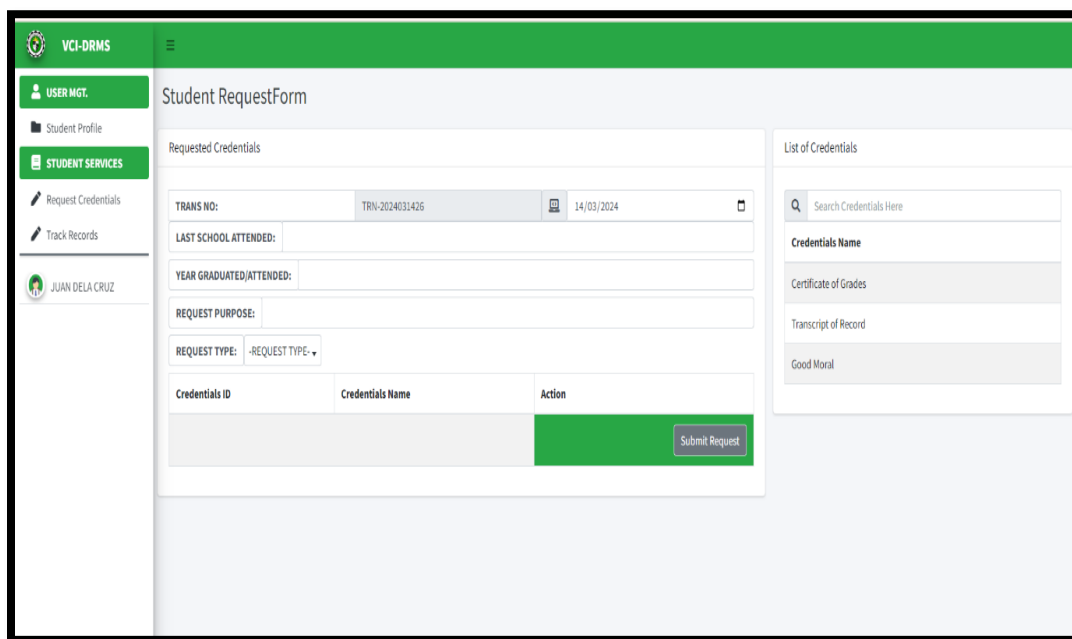 VCI-DRMS
USER MGT.
Student Profile
STUDENT SERVICES
Request Credentials
Track Records
JUAN DELA CRUZ
Student RequestForm
Requested Credentials
TRANS NO: TRN-2024031426 14/03/2024
LAST SCHOOL ATTENDED:
YEAR GRADUATED/ATTENDED:
REQUEST PURPOSE:
REQUEST TYPE: -REQUEST TYPE-
Credentials ID Credentials Name Action
Submit Request
List of Credentials
Search Credentials Here
Credentials Name
Certificate of Grades
Transcript of Record
Good Moral